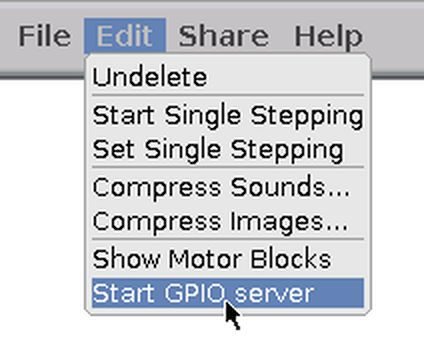 File Edit Share Help
Undelete
Start Single Stepping
Set Single Stepping
Compress Sounds...
Compress Images...
Show Motor Blocks
Start GPIO server